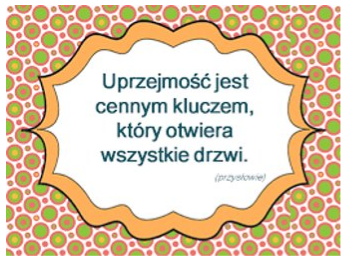 Uprzejmość jest
cennym kluczem,
który otwiera
wszystkie drzwi.
(przysłowie)